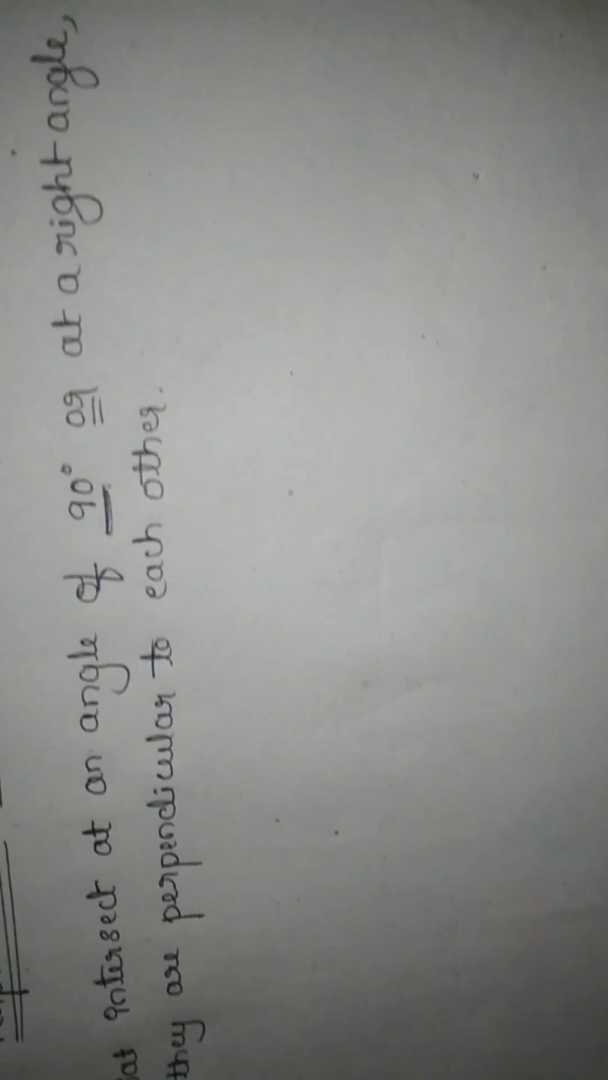 at intersect at an angle of 90° or at a right angle,
they are perpendicular to each other.